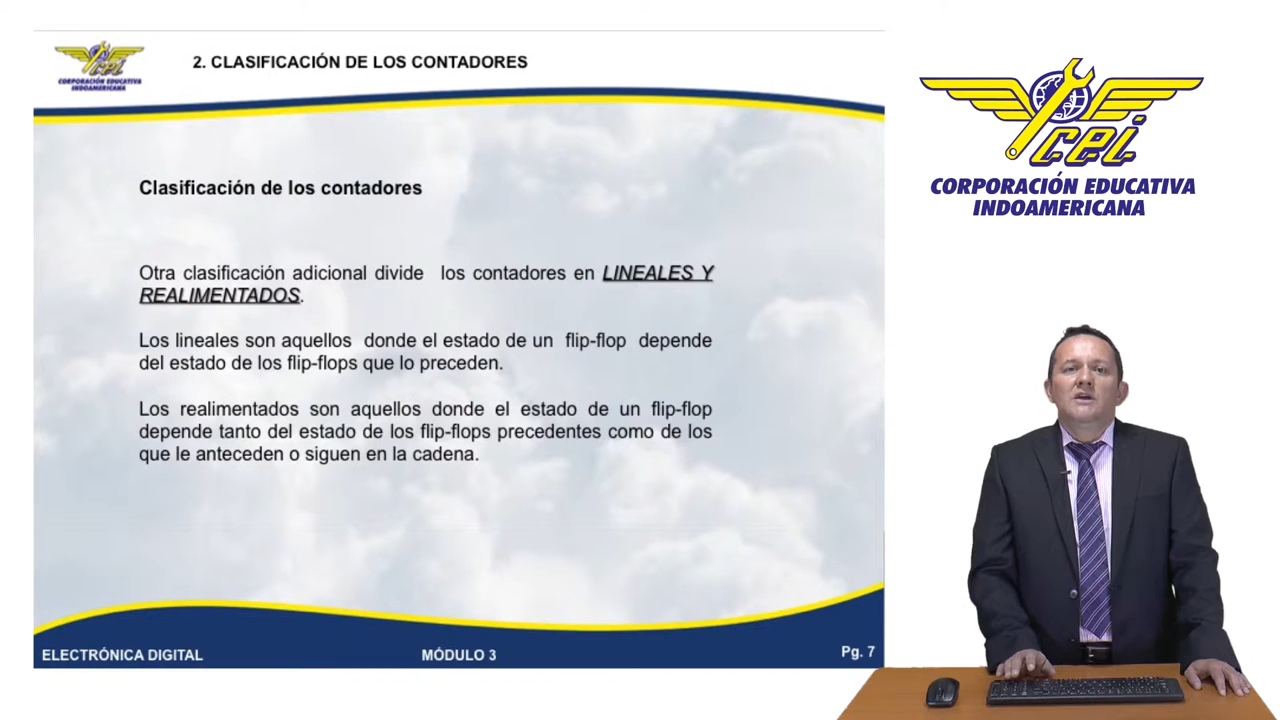 CORPORACIÓN EDUCATIVA
INDOAMERICANA
2. CLASIFICACIÓN DE LOS CONTADORES
Clasificación de los contadores
Otra clasificación adicional divide los contadores en LINEALES Y
REALIMENTADOS.
Los lineales son aquellos donde el estado de un flip-flop depende
del estado de los flip-flops que lo preceden.
Los realimentados son aquellos donde el estado de un flip-flop
depende tanto del estado de los flip-flops precedentes como de los
que le anteceden o siguen en la cadena.
ELECTRÓNICA DIGITAL
MÓDULO 3
Pg. 7
cei
CORPORACIÓN EDUCATIVA
INDOAMERICANA